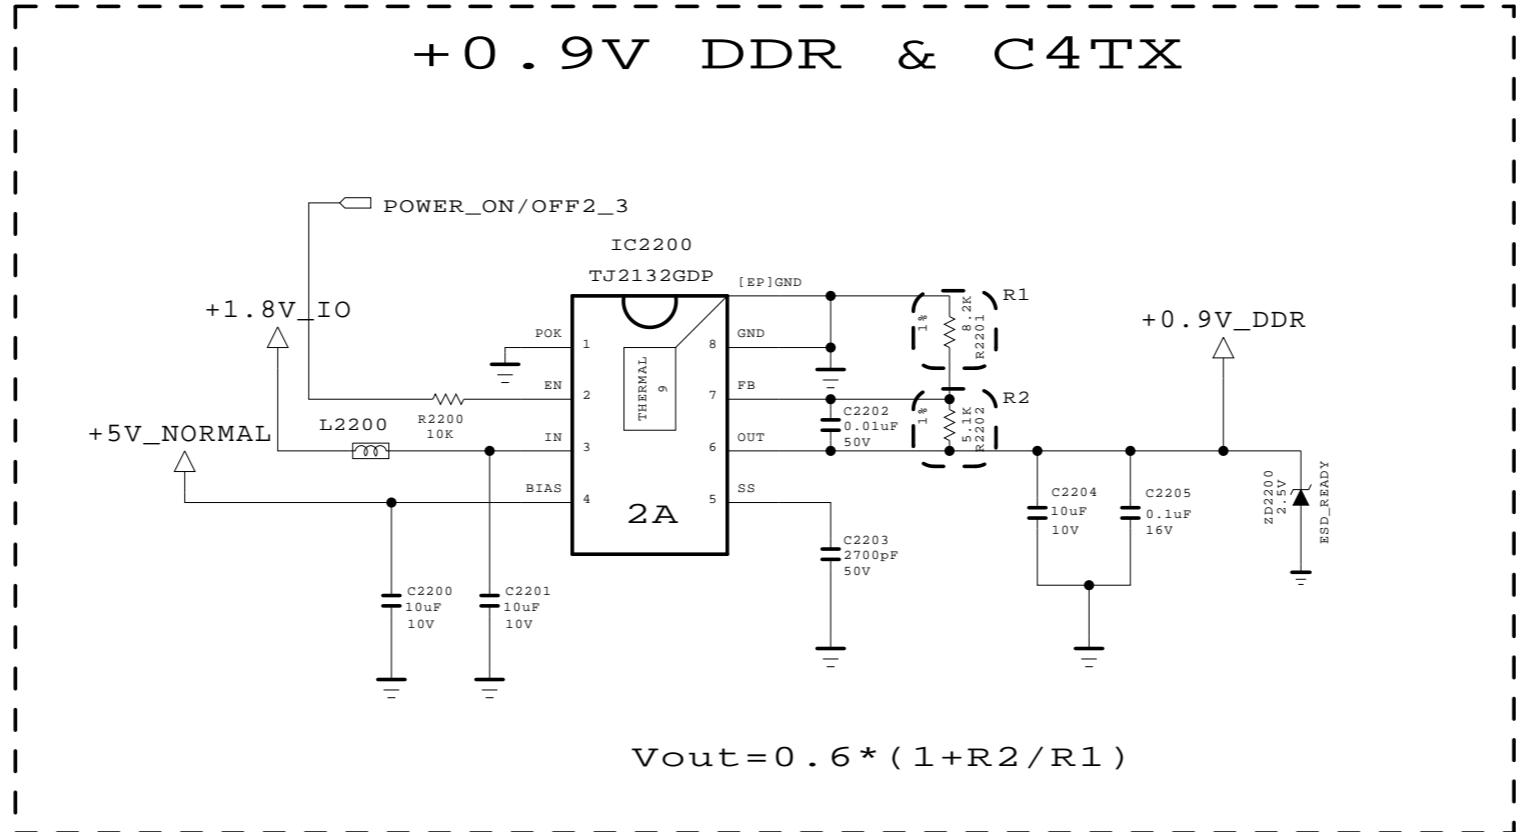 +0.9V DDR & C4TX
POWER_ON/OFF2_3
IC2200
TJ2132GDP
[EP]GND
+1.8V_IO
R1
1%
8.2K
R2201
+0.9V_DDR
POK
1
8
GND
THERMAL
9
EN
2
7
FB
R2
1%
5.1K
R2202
R2200
10K
C2202
0.01uF
50V
L2200
+5V_NORMAL
IN
3
6
OUT
BIAS
4
5
SS
2A
C2203
2700pF
50V
C2204
10uF
10V
C2205
0.1uF
16V
ZD2200
2.5V
ESD_READY
C2200
10uF
10V
C2201
10uF
10V
Vout=0.6*(1+R2/R1)